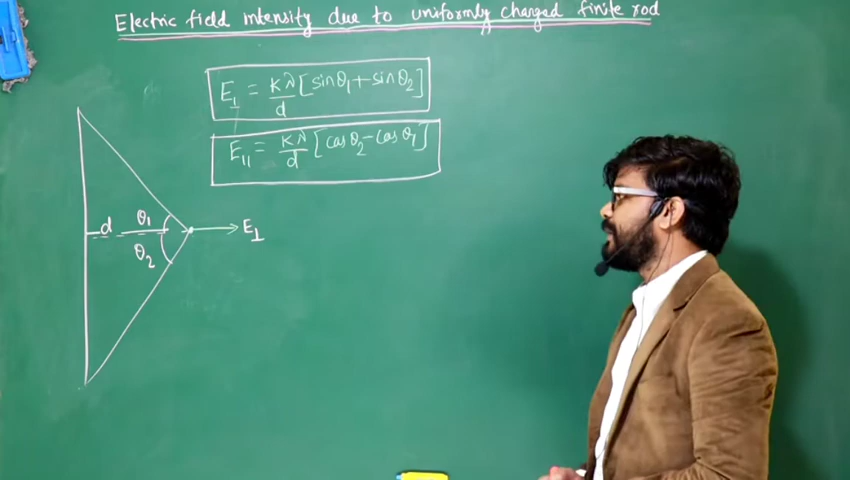 Electric field intensity due to uniformly charged finite rod
E⊥ = Kλ/d [sinθ₁+sinθ₂]
E∥ = Kλ/d [cosθ₂-cosθ₁]
d θ₁
E⊥
θ₂